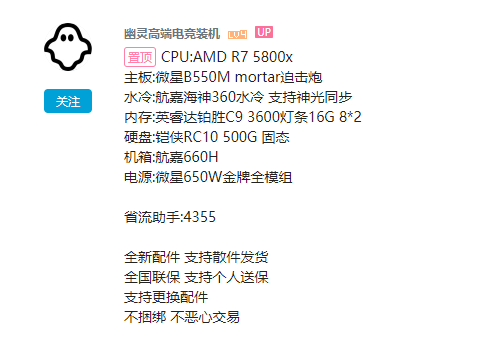 幽灵高端电竞装机 LV4 UP
置顶 CPU:AMD R7 5800x
主板:微星B550M mortar迫击炮
水冷:航嘉海神360水冷 支持神光同步
内存:英睿达铂胜C9 3600灯条16G 8*2
硬盘:铠侠RC10 500G 固态
机箱:航嘉660H
电源:微星650W金牌全模组
关注
省流助手:4355
全新配件 支持散件发货
全国联保 支持个人送保
支持更换配件
不捆绑 不恶心交易